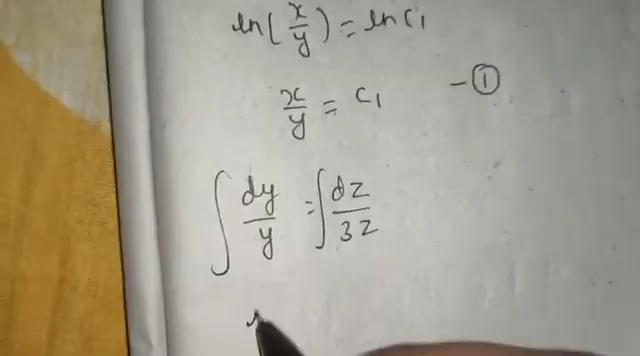 ln(x/y) = ln c₁
x/y = c₁ - ①
∫ dy/y = ∫ dz/3z